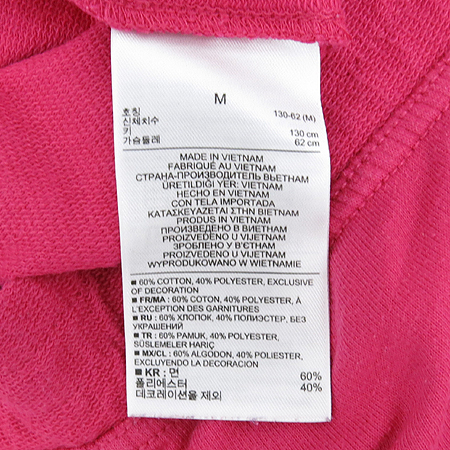 M
호칭 130-62 (M)
신체치수
키 130 cm
가슴둘레 62 cm
MADE IN VIETNAM
FABRIQUÉ AU VIETNAM
СТРАНА-ПРОИЗВОДИТЕЛЬ ВЬЕТНАМ
ÜRETILDIĞI YER: VIETNAM
HECHO EN VIETNAM
CON TELA IMPORTADA
ΚΑΤΑΣΚΕΥΑΖΕΤΑΙ ΣΤΗΝ ΒΙΕΤΝΑΜ
PRODUS IN VIETNAM
ПРОИЗВЕДЕНО В ВИЕТНАМ
PROIZVEDENO U VIJETNAM
ЗРОБЛЕНО У В'ЄТНАМ
PROIZVEDENO U VIJETNAM
WYPRODUKOWANO W WIETNAMIE
■ 60% COTTON, 40% POLYESTER, EXCLUSIVE
OF DECORATION
■ FR/MA : 60% COTON, 40% POLYESTER, À
L'EXCEPTION DES GARNITURES
■ RU : 60% ХЛОПОК, 40% ПОЛИЭСТЕР, БЕЗ
УКРАШЕНИЙ
■ TR : 60% PAMUK, 40% POLYESTER,
SÜSLEMELER HARIÇ
■ MX/CL : 60% ALGODON, 40% POLIESTER,
EXCLUYENDO LA DECORACION
■ KR : 면 60%
폴리에스터 40%
데코레이션을 제외